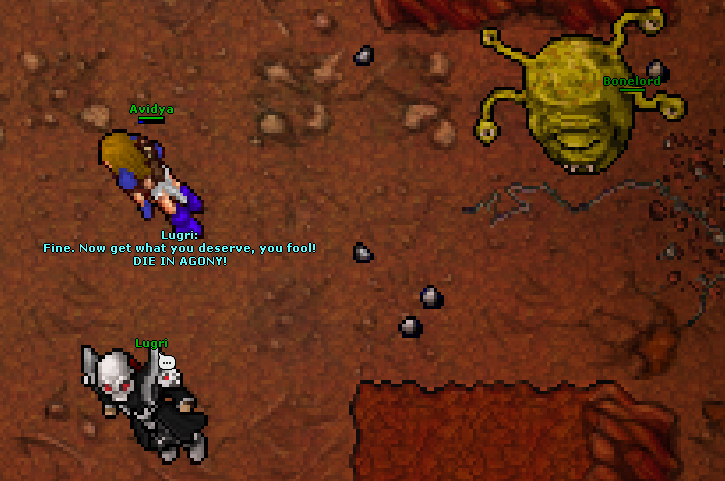 Bonelord
Avidya
Lugri:
Fine. Now get what you deserve, you fool!
DIE IN AGONY!
Lugri
...